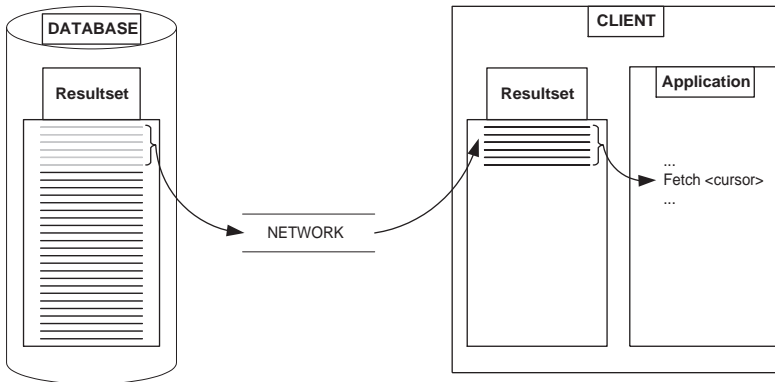 DATABASE
Resultset
NETWORK
CLIENT
Resultset
Application
...
Fetch <cursor>
...